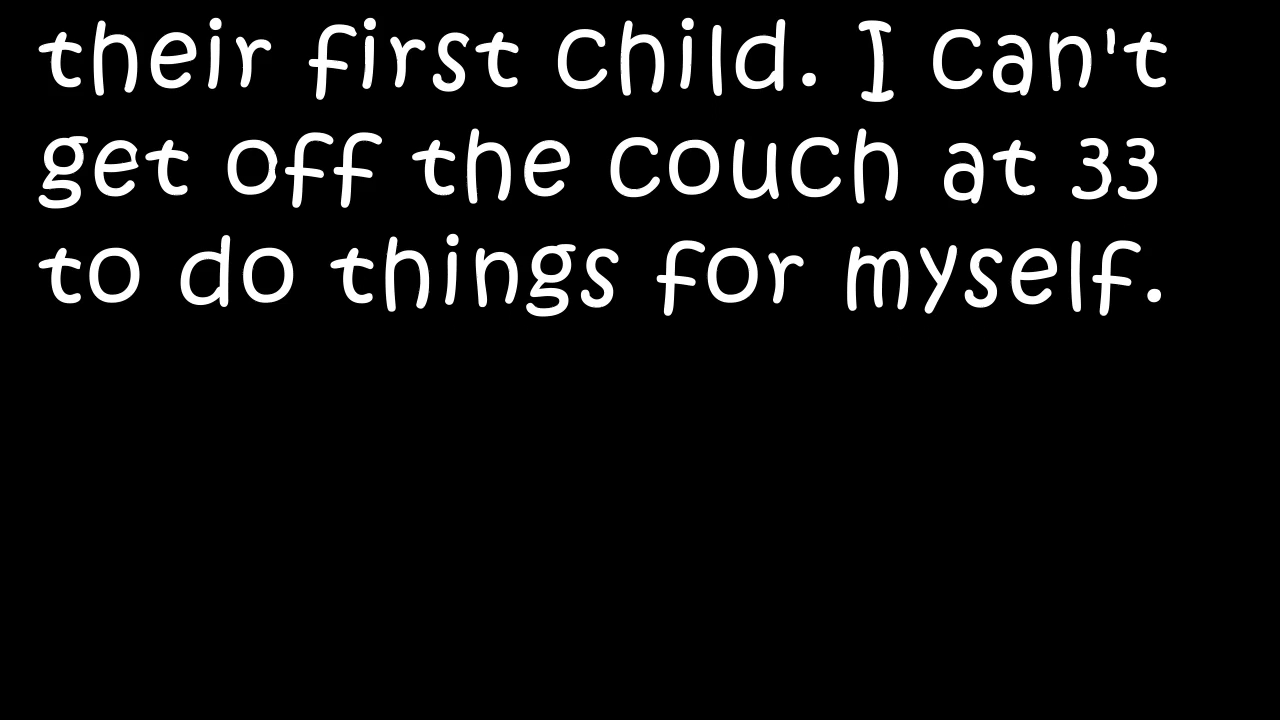 their first child. I can't
get off the couch at 33
to do things for myself.